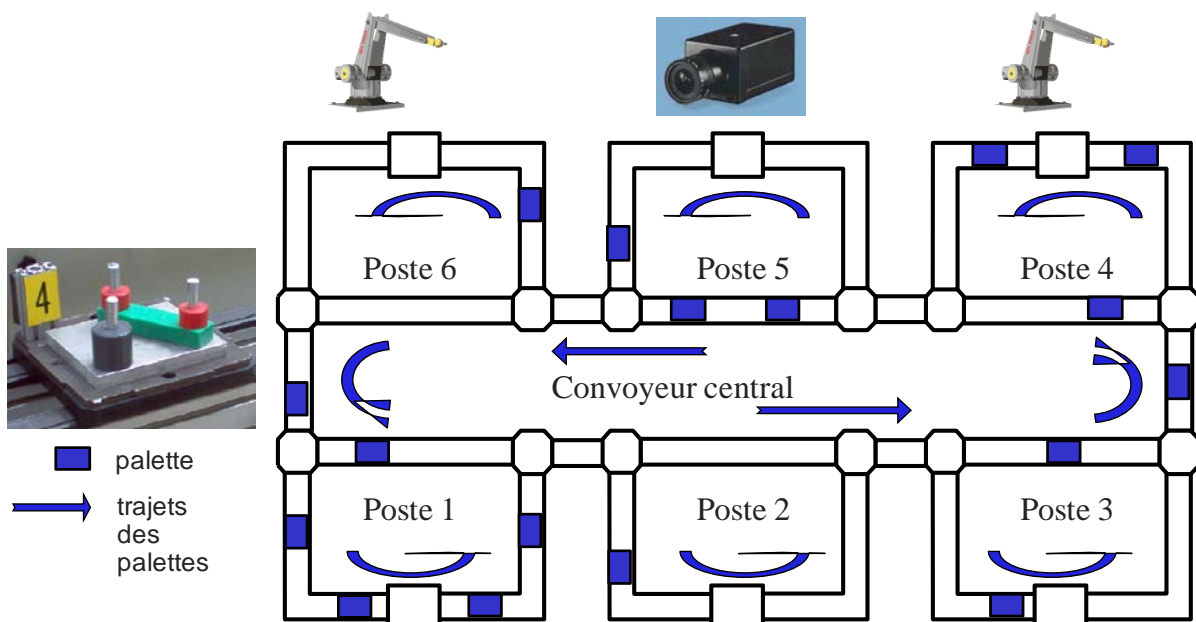 Poste 6
Poste 5
Poste 4
4
Convoyeur central
palette
trajets
des
palettes
Poste 1
Poste 2
Poste 3